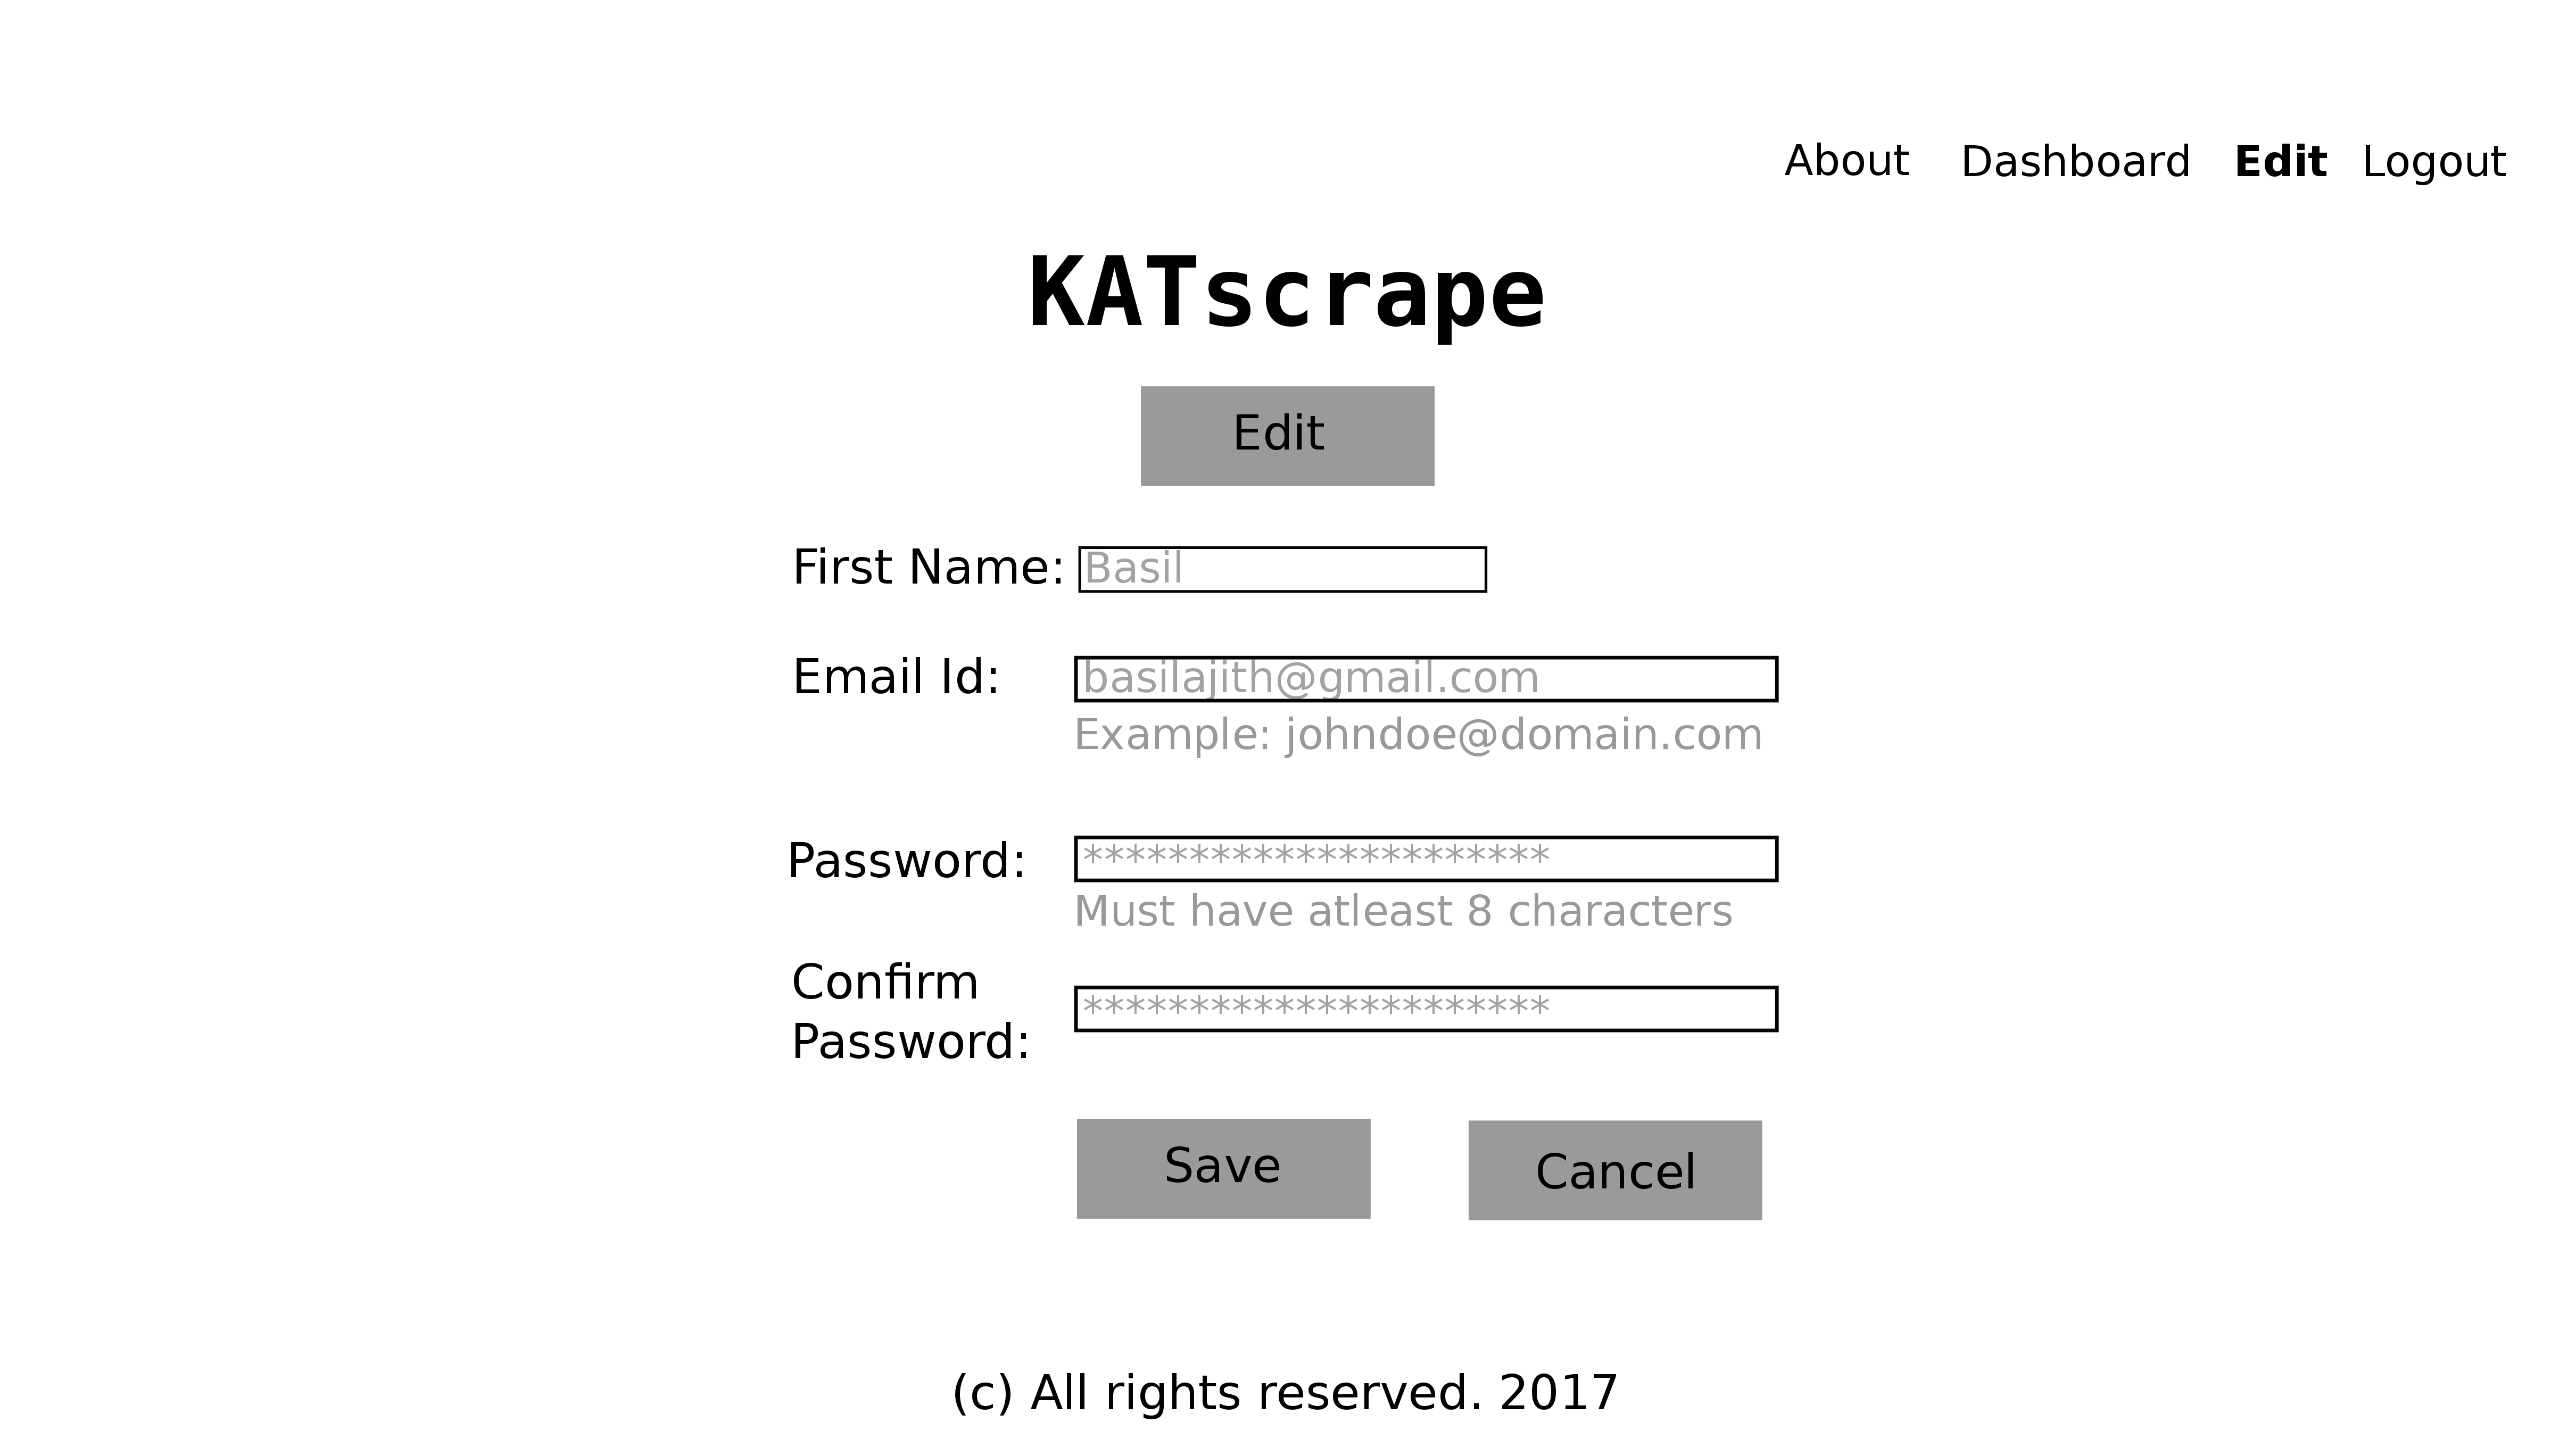 About Dashboard Edit Logout
KATscrape
Edit
First Name: Basil
Email Id: basilajith@gmail.com
Example: johndoe@domain.com
Password: **********************
Must have atleast 8 characters
Confirm
Password: **********************
Save Cancel
(c) All rights reserved. 2017